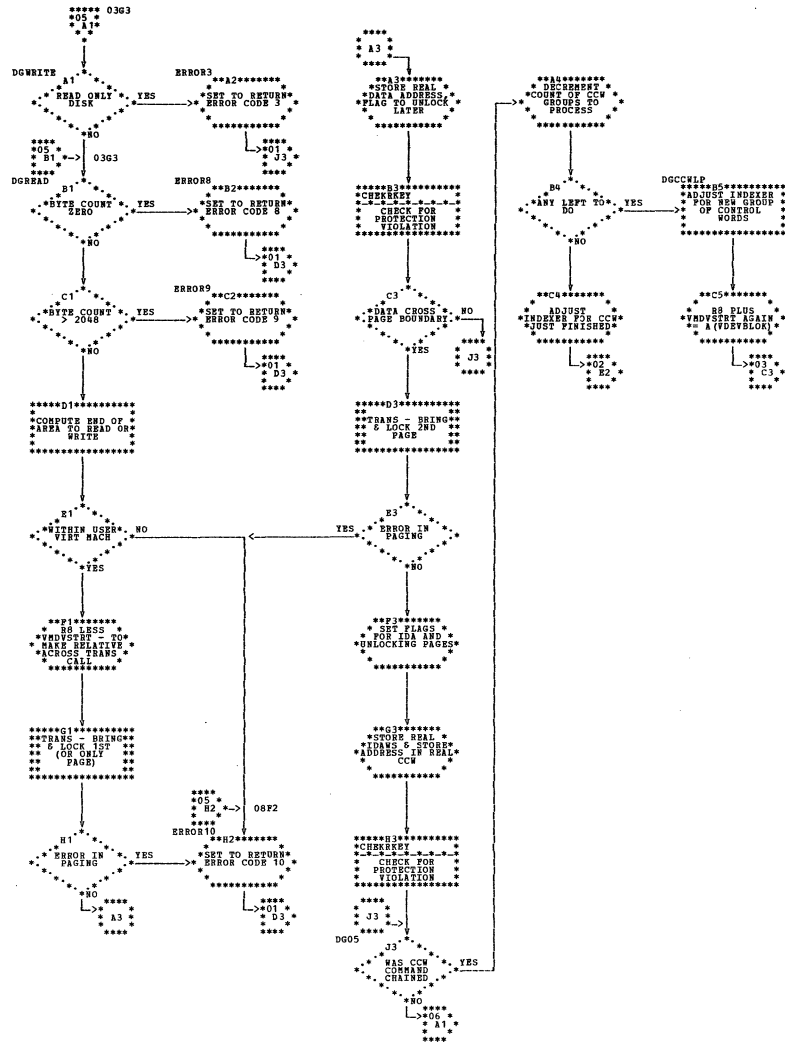 03G3
05
A1
DGWRITE
A1
READ ONLY
DISK
YES
NO
ERROR3
A2
SET TO RETURN
ERROR CODE 3
01
J3
05
B1
03G3
DGREAD
B1
BYTE COUNT
ZERO
YES
NO
ERROR8
B2
SET TO RETURN
ERROR CODE 8
01
D3
C1
BYTE COUNT
> 2048
YES
NO
ERROR9
C2
SET TO RETURN
ERROR CODE 9
01
D3
D1
COMPUTE END OF
AREA TO READ OR
WRITE
E1
WITHIN USER
VIRT MACH
NO
YES
F1
R8 LESS
VMDVSTRT - TO
MAKE RELATIVE
ACROSS TRANS
CALL
G1
TRANS - BRING
& LOCK 1ST
(OR ONLY
PAGE)
H1
ERROR IN
PAGING
YES
NO
A3
05
H2
08F2
ERROR10
H2
SET TO RETURN
ERROR CODE 10
01
D3
A3
A3
STORE REAL
DATA ADDRESS,
FLAG TO UNLOCK
LATER
B3
CHEKRKEY
CHECK FOR
PROTECTION
VIOLATION
C3
DATA CROSS
PAGE BOUNDARY
NO
J3
YES
D3
TRANS - BRING
& LOCK 2ND
PAGE
E3
ERROR IN
PAGING
YES
NO
F3
SET FLAGS
FOR IDA AND
UNLOCKING PAGES
G3
STORE REAL
IDAWS & STORE
ADDRESS IN REAL
CCW
H3
CHEKRKEY
CHECK FOR
PROTECTION
VIOLATION
J3
DG05
J3
WAS CCW
COMMAND
CHAINED
YES
NO
06
A1
A4
DECREMENT
COUNT OF CCW
GROUPS TO
PROCESS
B4
ANY LEFT TO
DO
YES
NO
C4
ADJUST
INDEXER FOR CCW
JUST FINISHED
02
E2
DGCCWLP
B5
ADJUST INDEXER
FOR NEW GROUP
OF CONTROL
WORDS
C5
R8 PLUS
VMDVSTRT AGAIN
= A(VDEVBLOK)
03
C3